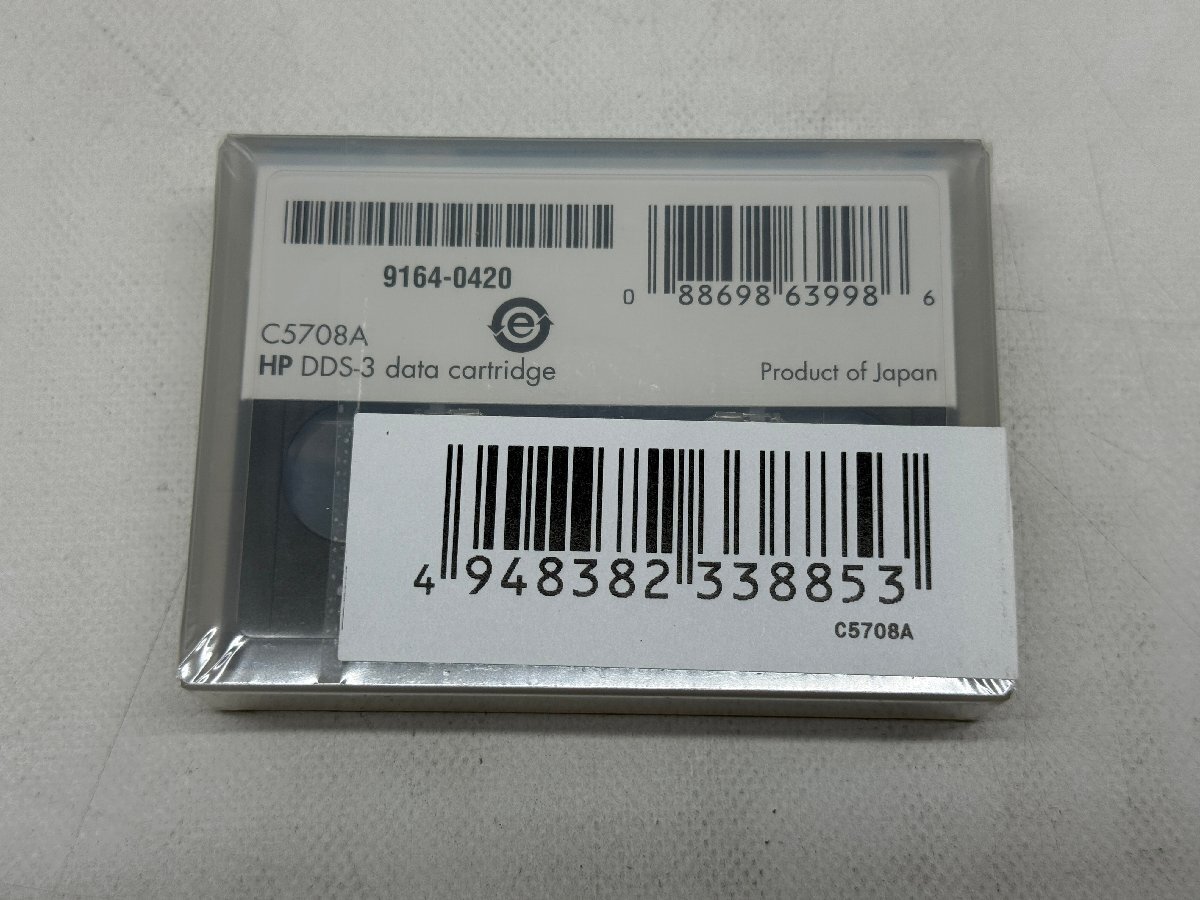 9164-0420
0 88698 63998 6
e
C5708A
HP DDS-3 data cartridge
Product of Japan
4 948382 338853
C5708A